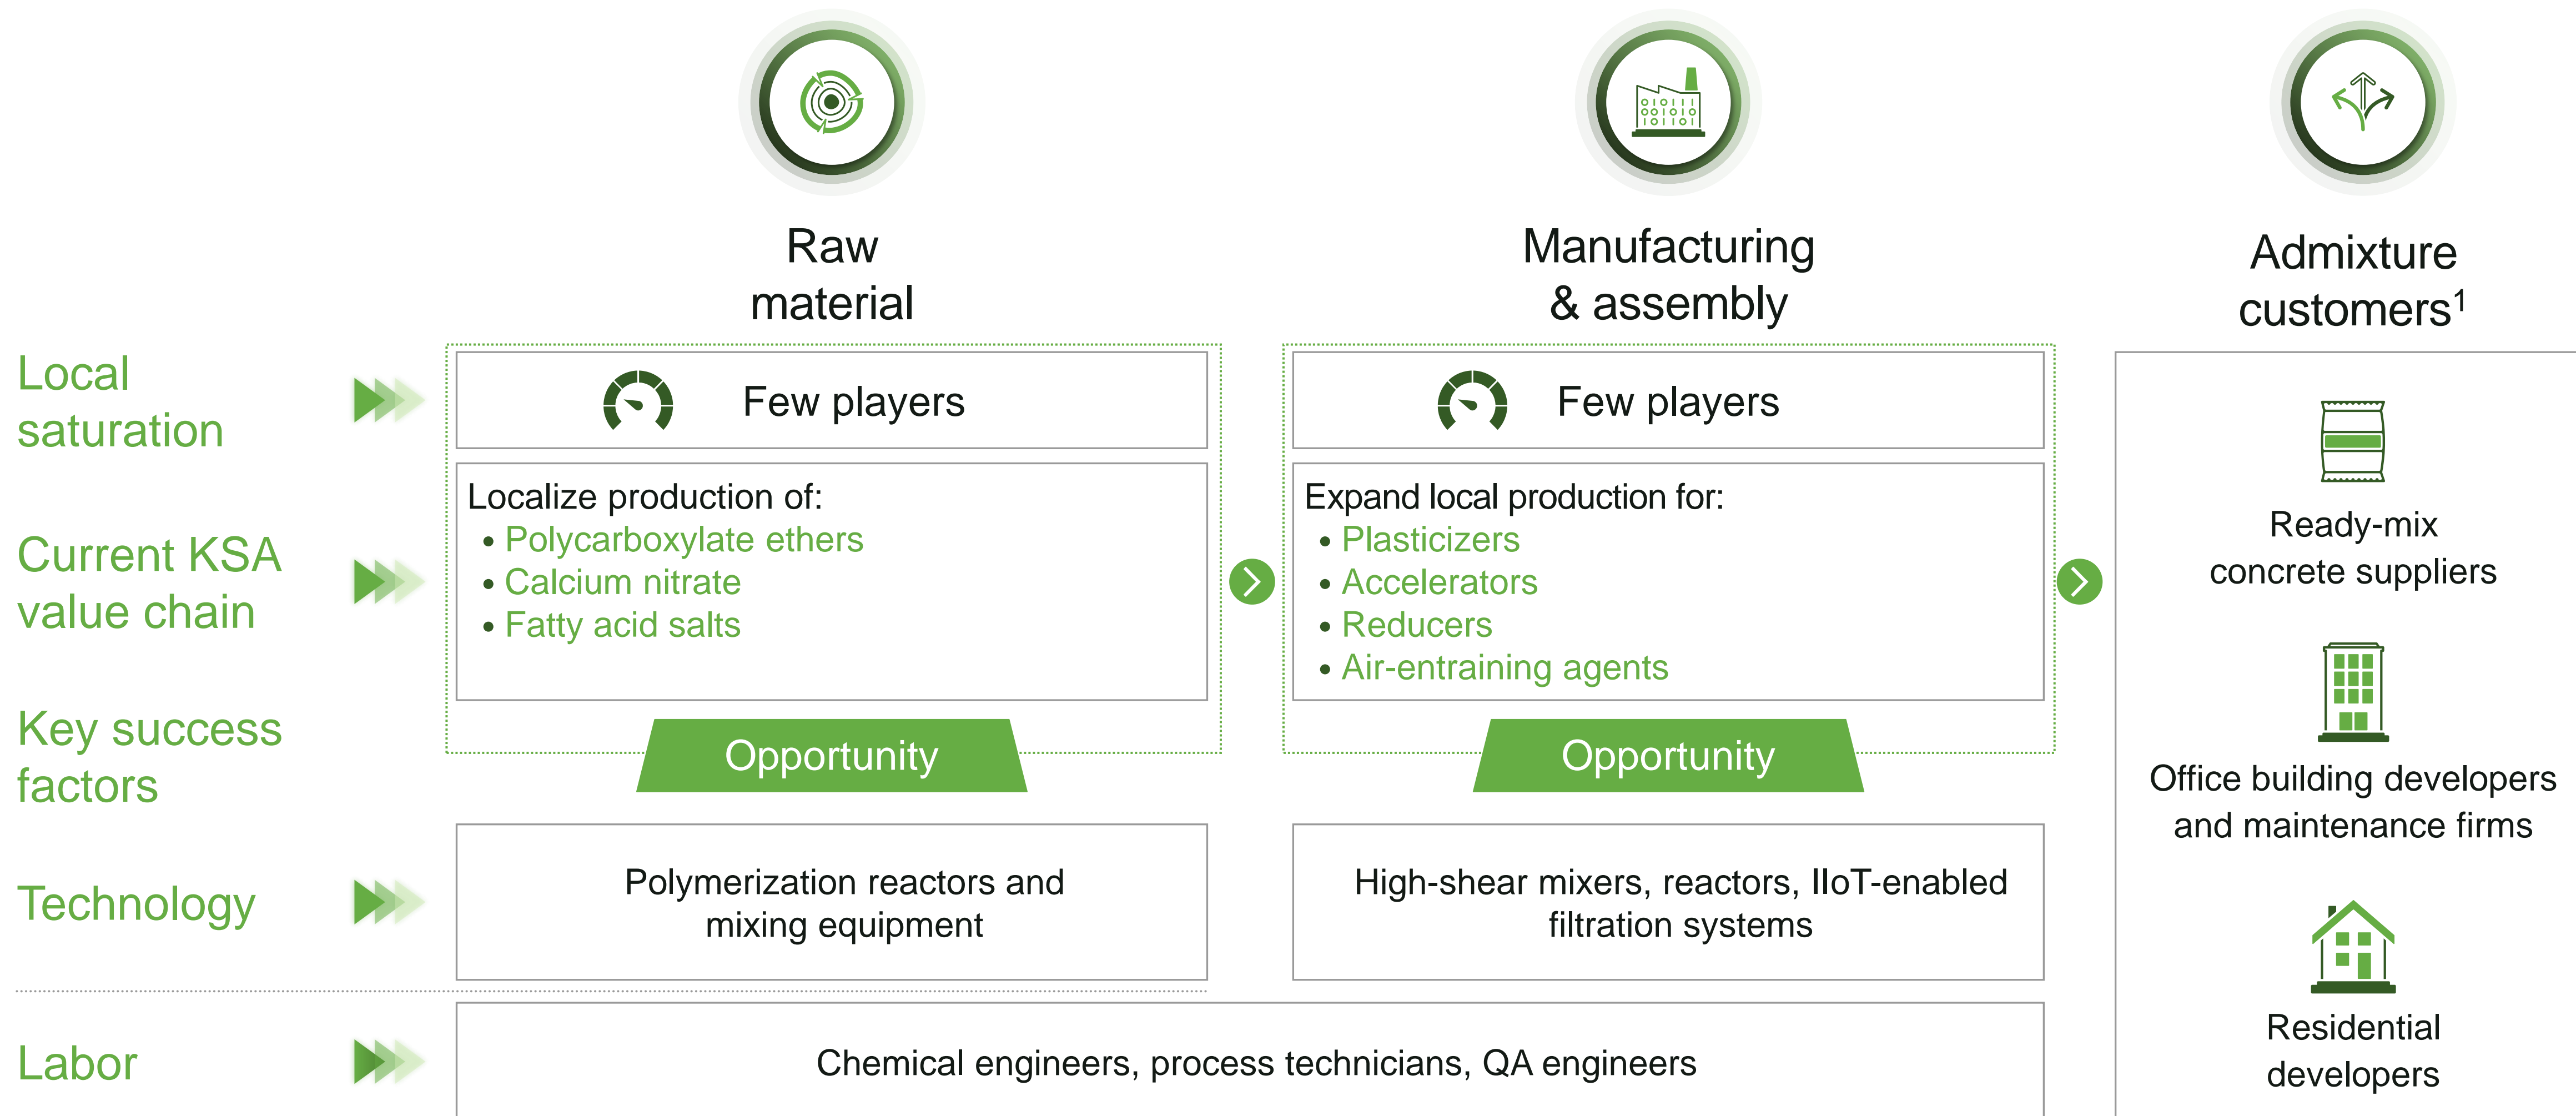 Raw
material
Manufacturing
& assembly
Admixture
customers¹
Local
saturation
Few players
Few players
Current KSA
value chain
Localize production of:
• Polycarboxylate ethers
• Calcium nitrate
• Fatty acid salts
Expand local production for:
• Plasticizers
• Accelerators
• Reducers
• Air-entraining agents
Key success
factors
Opportunity
Opportunity
Technology
Polymerization reactors and
mixing equipment
High-shear mixers, reactors, IIoT-enabled
filtration systems
Labor
Chemical engineers, process technicians, QA engineers
Ready-mix
concrete suppliers
Office building developers
and maintenance firms
Residential
developers